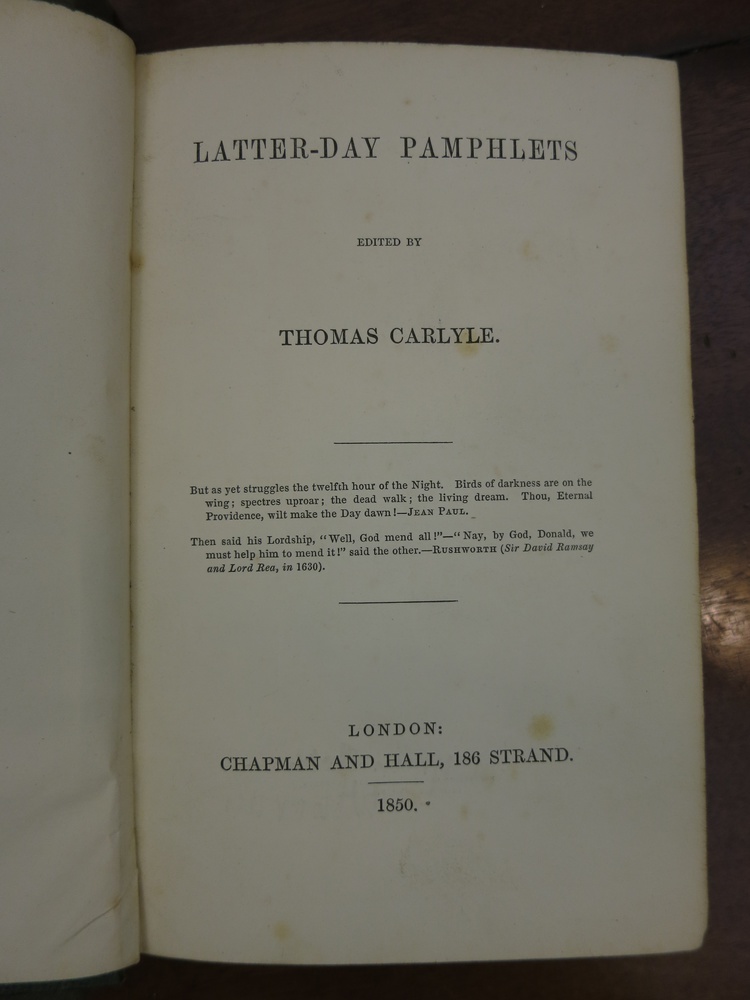 LATTER-DAY PAMPHLETS
EDITED BY
THOMAS CARLYLE.
But as yet struggles the twelfth hour of the Night. Birds of darkness are on the
wing; spectres uproar; the dead walk; the living dream. Thou, Eternal
Providence, wilt make the Day dawn!—JEAN PAUL.
Then said his Lordship, "Well, God mend all!"—"Nay, by God, Donald, we
must help him to mend it!" said the other.—RUSHWORTH (Sir David Ramsay
and Lord Rea, in 1630).
LONDON:
CHAPMAN AND HALL, 186 STRAND.
1850.